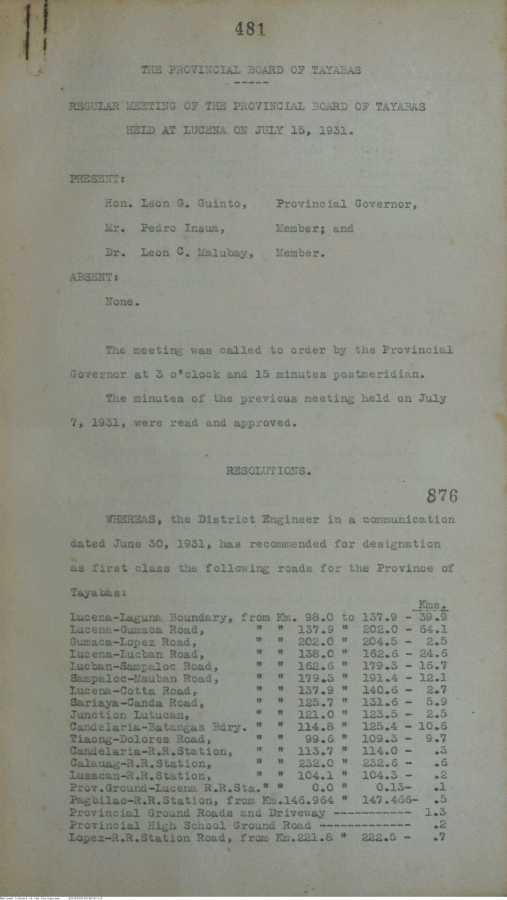 481
THE PROVINCIAL BOARD OF TAYABAS
-----
REGULAR MEETING OF THE PROVINCIAL BOARD OF TAYABAS
HELD AT LUCENA ON JULY 15, 1931.
PRESENT:
Hon. Leon G. Guinto, Provincial Governor,
Mr. Pedro Insua, Member; and
Dr. Leon C. Malubay, Member.
ABSENT:
None.
The meeting was called to order by the Provincial
Governor at 3 o'clock and 15 minutes postmeridian.
The minutes of the previous meeting held on July
7, 1931, were read and approved.
RESOLUTIONS.
876
WHEREAS, the District Engineer in a communication
dated June 30, 1931, has recommended for designation
as first class the following roads for the Province of
Tayabas:
Kms.
Lucena-Laguna Boundary, from Km. 98.0 to 137.9 - 39.9
Lucena-Gumaca Road, " " 137.9 " 202.0 - 64.1
Gumaca-Lopez Road, " " 202.0 " 204.5 - 2.5
Lucena-Lucban Road, " " 138.0 " 162.6 - 24.6
Lucban-Sampaloc Road, " " 162.6 " 179.3 - 16.7
Sampaloc-Mauban Road, " " 179.3 " 191.4 - 12.1
Lucena-Cotta Road, " " 137.9 " 140.6 - 2.7
Sariaya-Canda Road, " " 125.7 " 131.6 - 5.9
Junction Lutucan, " " 121.0 " 123.5 - 2.5
Candelaria-Batangas Bdry. " " 114.8 " 125.4 - 10.6
Tiaong-Dolores Road, " " 99.6 " 109.3 - 9.7
Candelaria-R.R.Station, " " 113.7 " 114.0 - .3
Calauag-R.R.Station, " " 232.0 " 232.6 - .6
Lusacan-R.R.Station, " " 104.1 " 104.3 - .2
Prov.Ground-Lucena R.R.Sta." " 0.0 " 0.13- .1
Pagbilao-R.R.Station, from Km.146.964 " 147.466- .5
Provincial Ground Roads and Driveway ------------ 1.3
Provincial High School Ground Road -------------- .2
Lopez-R.R.Station Road, from Km.221.8 " 222.5 - .7